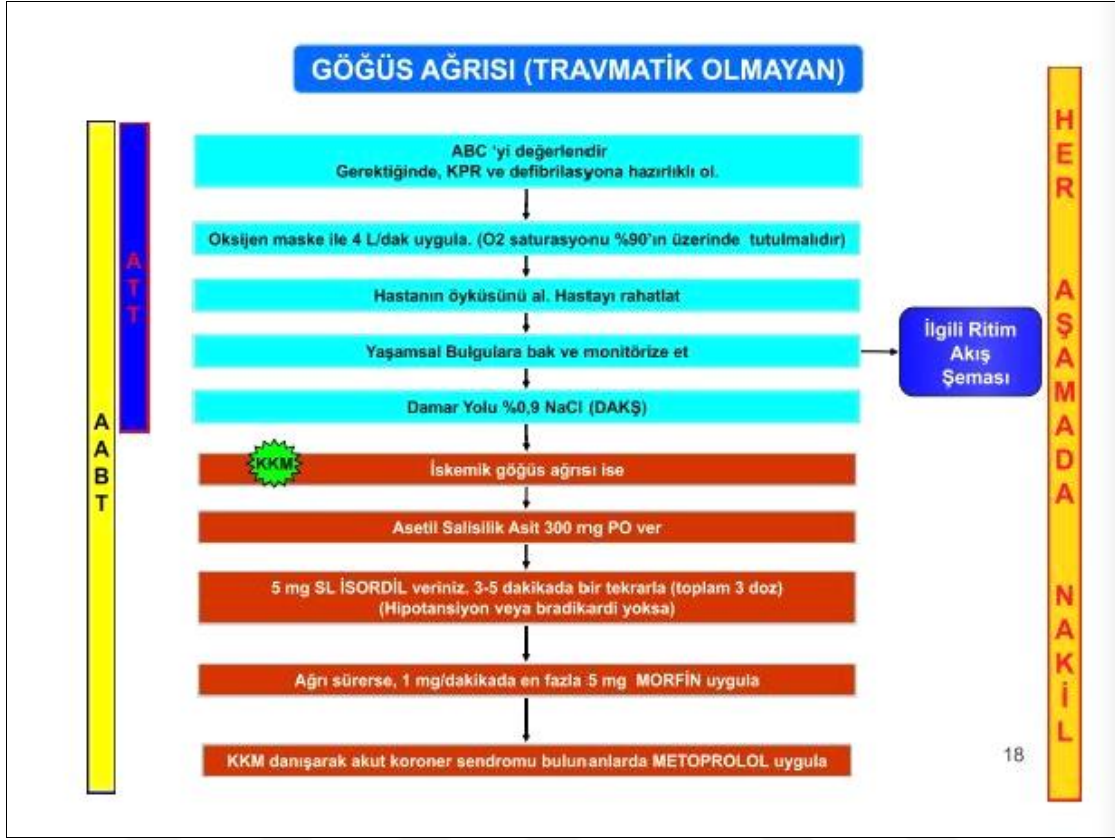 GÖĞÜS AĞRISI (TRAVMATİK OLMAYAN)
AABT
ATT
ABC 'yi değerlendir
Gerektiğinde, KPR ve defibrilasyona hazırlıklı ol.
Oksijen maske ile 4 L/dak uygula. (O2 saturasyonu %90'ın üzerinde tutulmalıdır)
Hastanın öyküsünü al. Hastayı rahatlat
Yaşamsal Bulgulara bak ve monitörize et
İlgili Ritim
Akış
Şeması
Damar Yolu %0,9 NaCl (DAKŞ)
KKM
İskemik göğüs ağrısı ise
Asetil Salisilik Asit 300 mg PO ver
5 mg SL İSORDİL veriniz. 3-5 dakikada bir tekrarla (toplam 3 doz)
(Hipotansiyon veya bradikardi yoksa)
Ağrı sürerse, 1 mg/dakikada en fazla 5 mg MORFİN uygula
KKM danışarak akut koroner sendromu bulunanlarda METOPROLOL uygula
HER AŞAMADA NAKİL
18